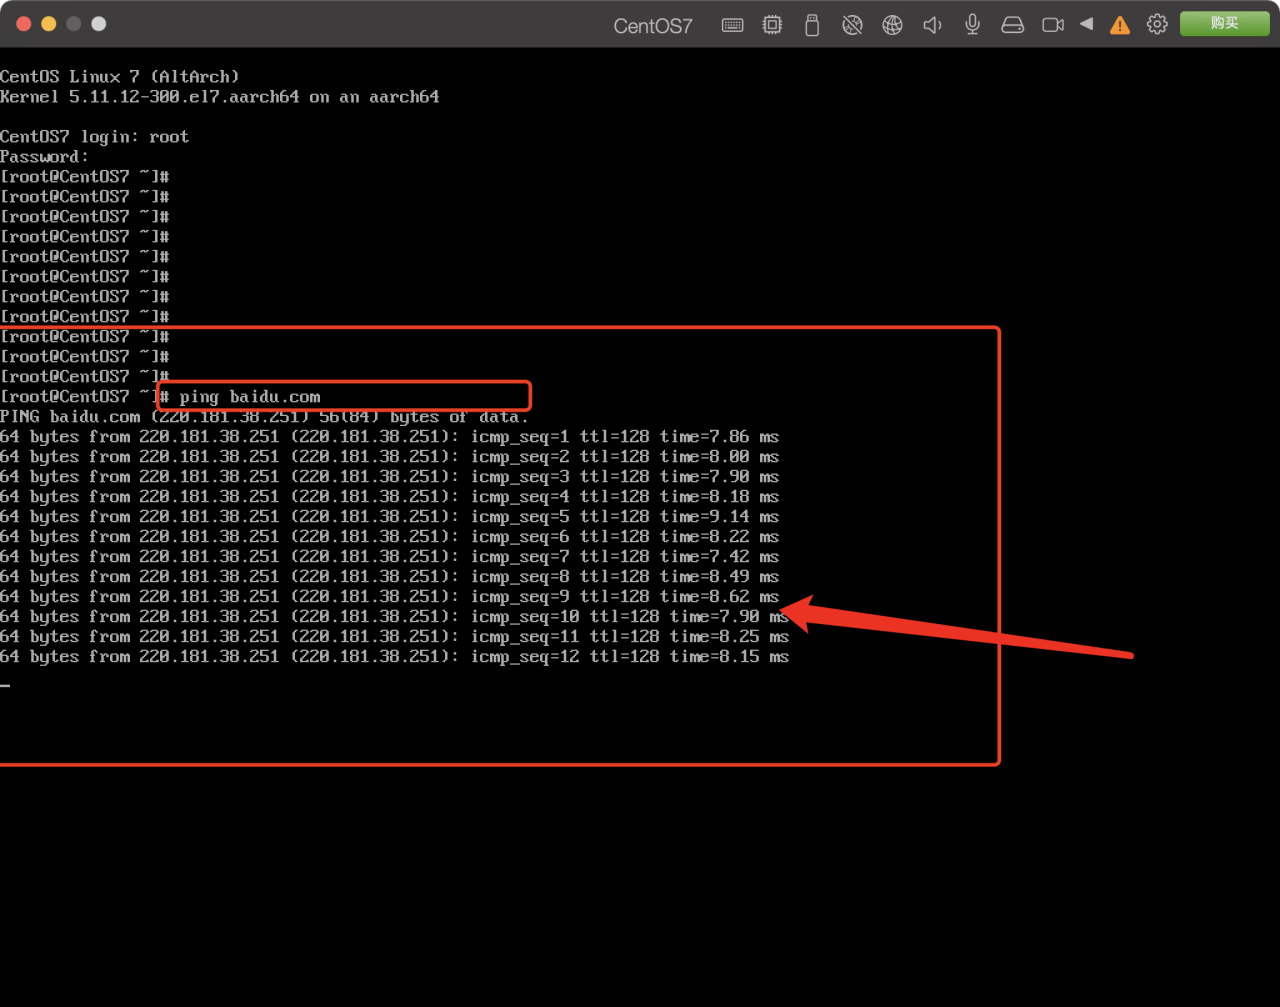 CentOS7
购买
CentOS Linux 7 (AltArch)
Kernel 5.11.12-300.el7.aarch64 on an aarch64
CentOS7 login: root
Password:
[root@CentOS7 ~]#
[root@CentOS7 ~]#
[root@CentOS7 ~]#
[root@CentOS7 ~]#
[root@CentOS7 ~]#
[root@CentOS7 ~]#
[root@CentOS7 ~]#
[root@CentOS7 ~]#
[root@CentOS7 ~]#
[root@CentOS7 ~]#
[root@CentOS7 ~]#
[root@CentOS7 ~]# ping baidu.com
PING baidu.com (220.181.38.251) 56(84) bytes of data.
64 bytes from 220.181.38.251 (220.181.38.251): icmp_seq=1 ttl=128 time=7.86 ms
64 bytes from 220.181.38.251 (220.181.38.251): icmp_seq=2 ttl=128 time=8.00 ms
64 bytes from 220.181.38.251 (220.181.38.251): icmp_seq=3 ttl=128 time=7.90 ms
64 bytes from 220.181.38.251 (220.181.38.251): icmp_seq=4 ttl=128 time=8.18 ms
64 bytes from 220.181.38.251 (220.181.38.251): icmp_seq=5 ttl=128 time=9.14 ms
64 bytes from 220.181.38.251 (220.181.38.251): icmp_seq=6 ttl=128 time=8.22 ms
64 bytes from 220.181.38.251 (220.181.38.251): icmp_seq=7 ttl=128 time=7.42 ms
64 bytes from 220.181.38.251 (220.181.38.251): icmp_seq=8 ttl=128 time=8.49 ms
64 bytes from 220.181.38.251 (220.181.38.251): icmp_seq=9 ttl=128 time=8.62 ms
64 bytes from 220.181.38.251 (220.181.38.251): icmp_seq=10 ttl=128 time=7.90 ms
64 bytes from 220.181.38.251 (220.181.38.251): icmp_seq=11 ttl=128 time=8.25 ms
64 bytes from 220.181.38.251 (220.181.38.251): icmp_seq=12 ttl=128 time=8.15 ms